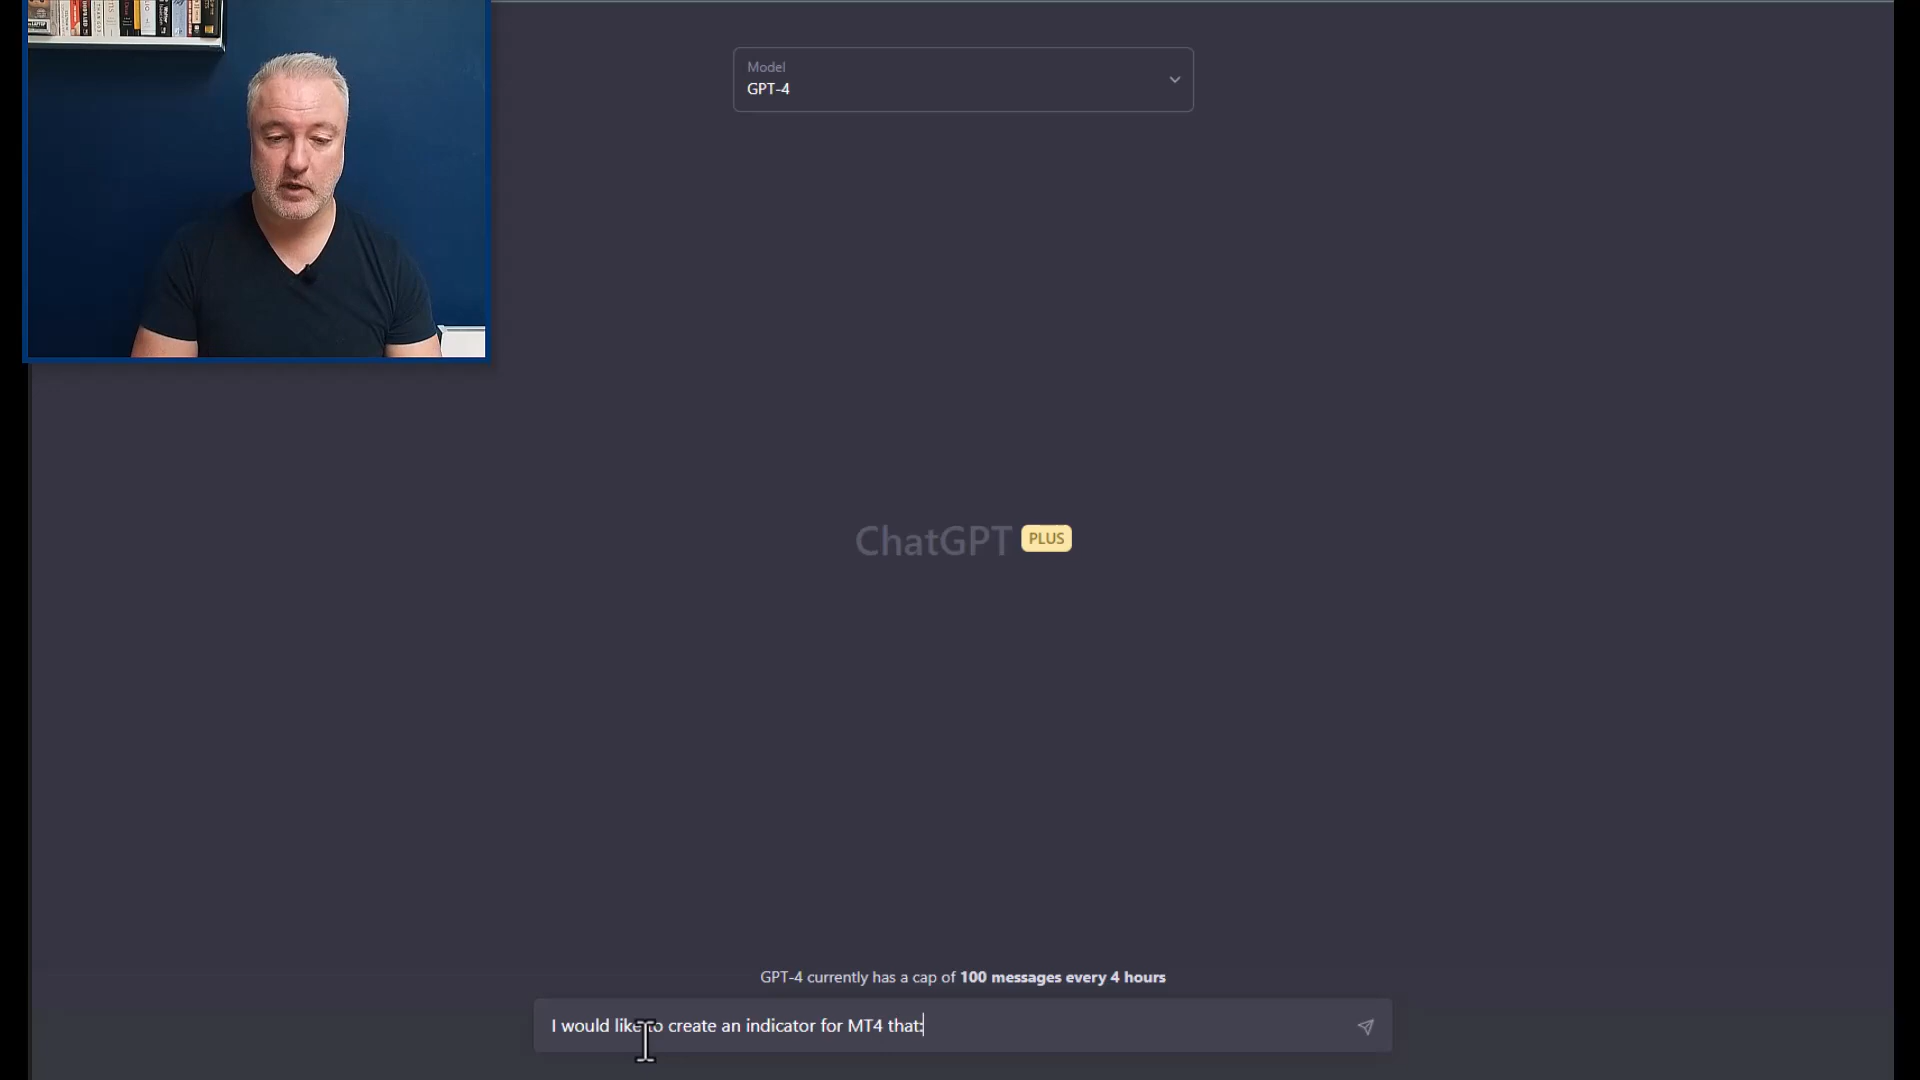 Model
GPT-4
ChatGPT PLUS
GPT-4 currently has a cap of 100 messages every 4 hours
I would like to create an indicator for MT4 that: